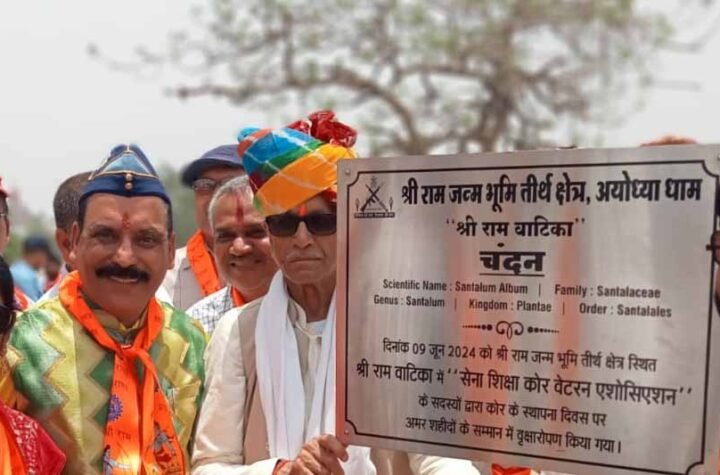 श्री राम जन्म भूमि तीर्थ क्षेत्र, अयोध्या धाम
"श्री राम वाटिका"
चंदन
Scientific Name : Santalum Album | Family : Santalaceae
Genus : Santalum | Kingdom : Plantae | Order : Santalales
दिनांक 09 जून 2024 को श्री राम जन्म भूमि तीर्थ क्षेत्र स्थित
श्री राम वाटिका में "सेना शिक्षा कोर वेटरन एशोसिएशन"
के सदस्यों द्वारा कोर के स्थापना दिवस पर
अमर शहीदों के सम्मान में वृक्षारोपण किया गया।